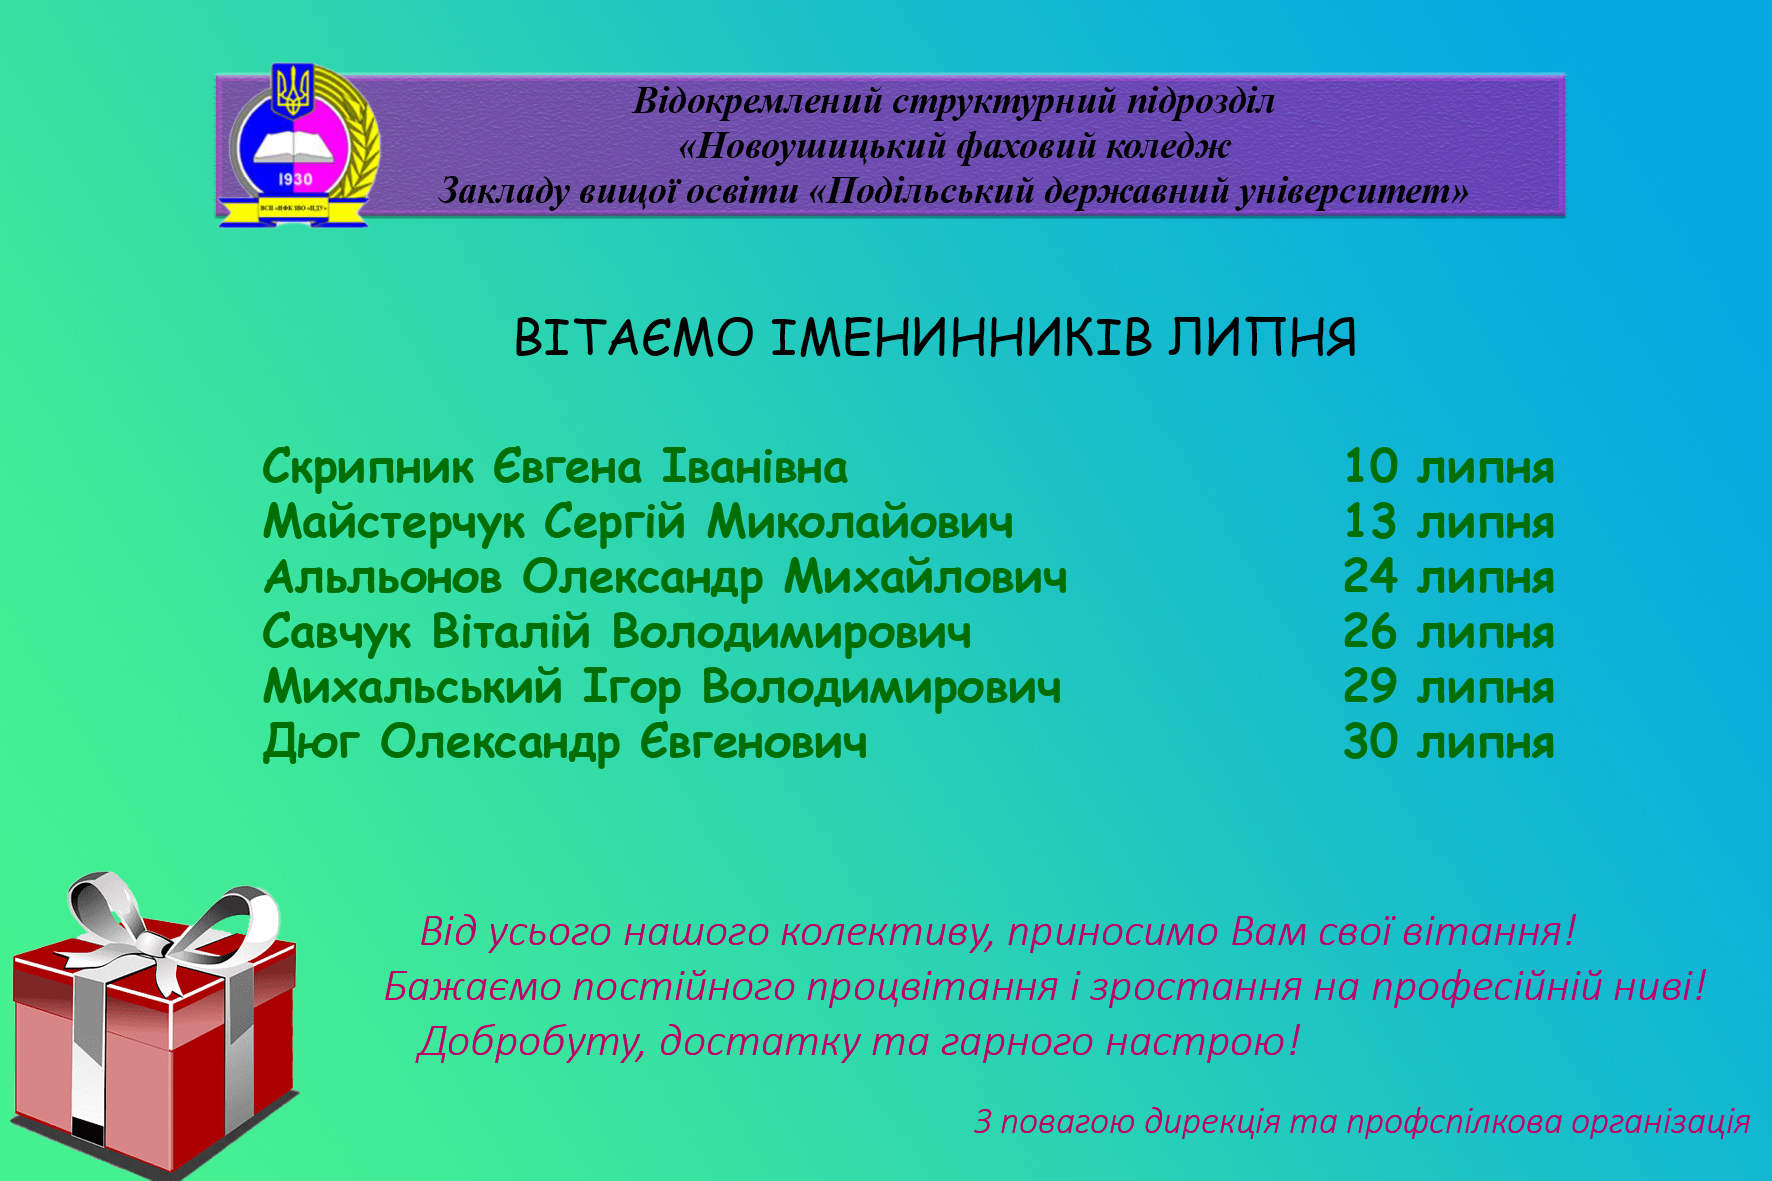 Відокремлений структурний підрозділ
«Новоушицький фаховий коледж
Закладу вищої освіти «Подільський державний університет»
1930
ВСП «НФК ЗВО «ПДУ»
ВІТАЄМО ІМЕНИННИКІВ ЛИПНЯ
Скрипник Євгена Іванівна 10 липня
Майстерчук Сергій Миколайович 13 липня
Альльонов Олександр Михайлович 24 липня
Савчук Віталій Володимирович 26 липня
Михальський Ігор Володимирович 29 липня
Дюг Олександр Євгенович 30 липня
Від усього нашого колективу, приносимо Вам свої вітання!
Бажаємо постійного процвітання і зростання на професійній ниві!
Добробуту, достатку та гарного настрою!
З повагою дирекція та профспілкова організація